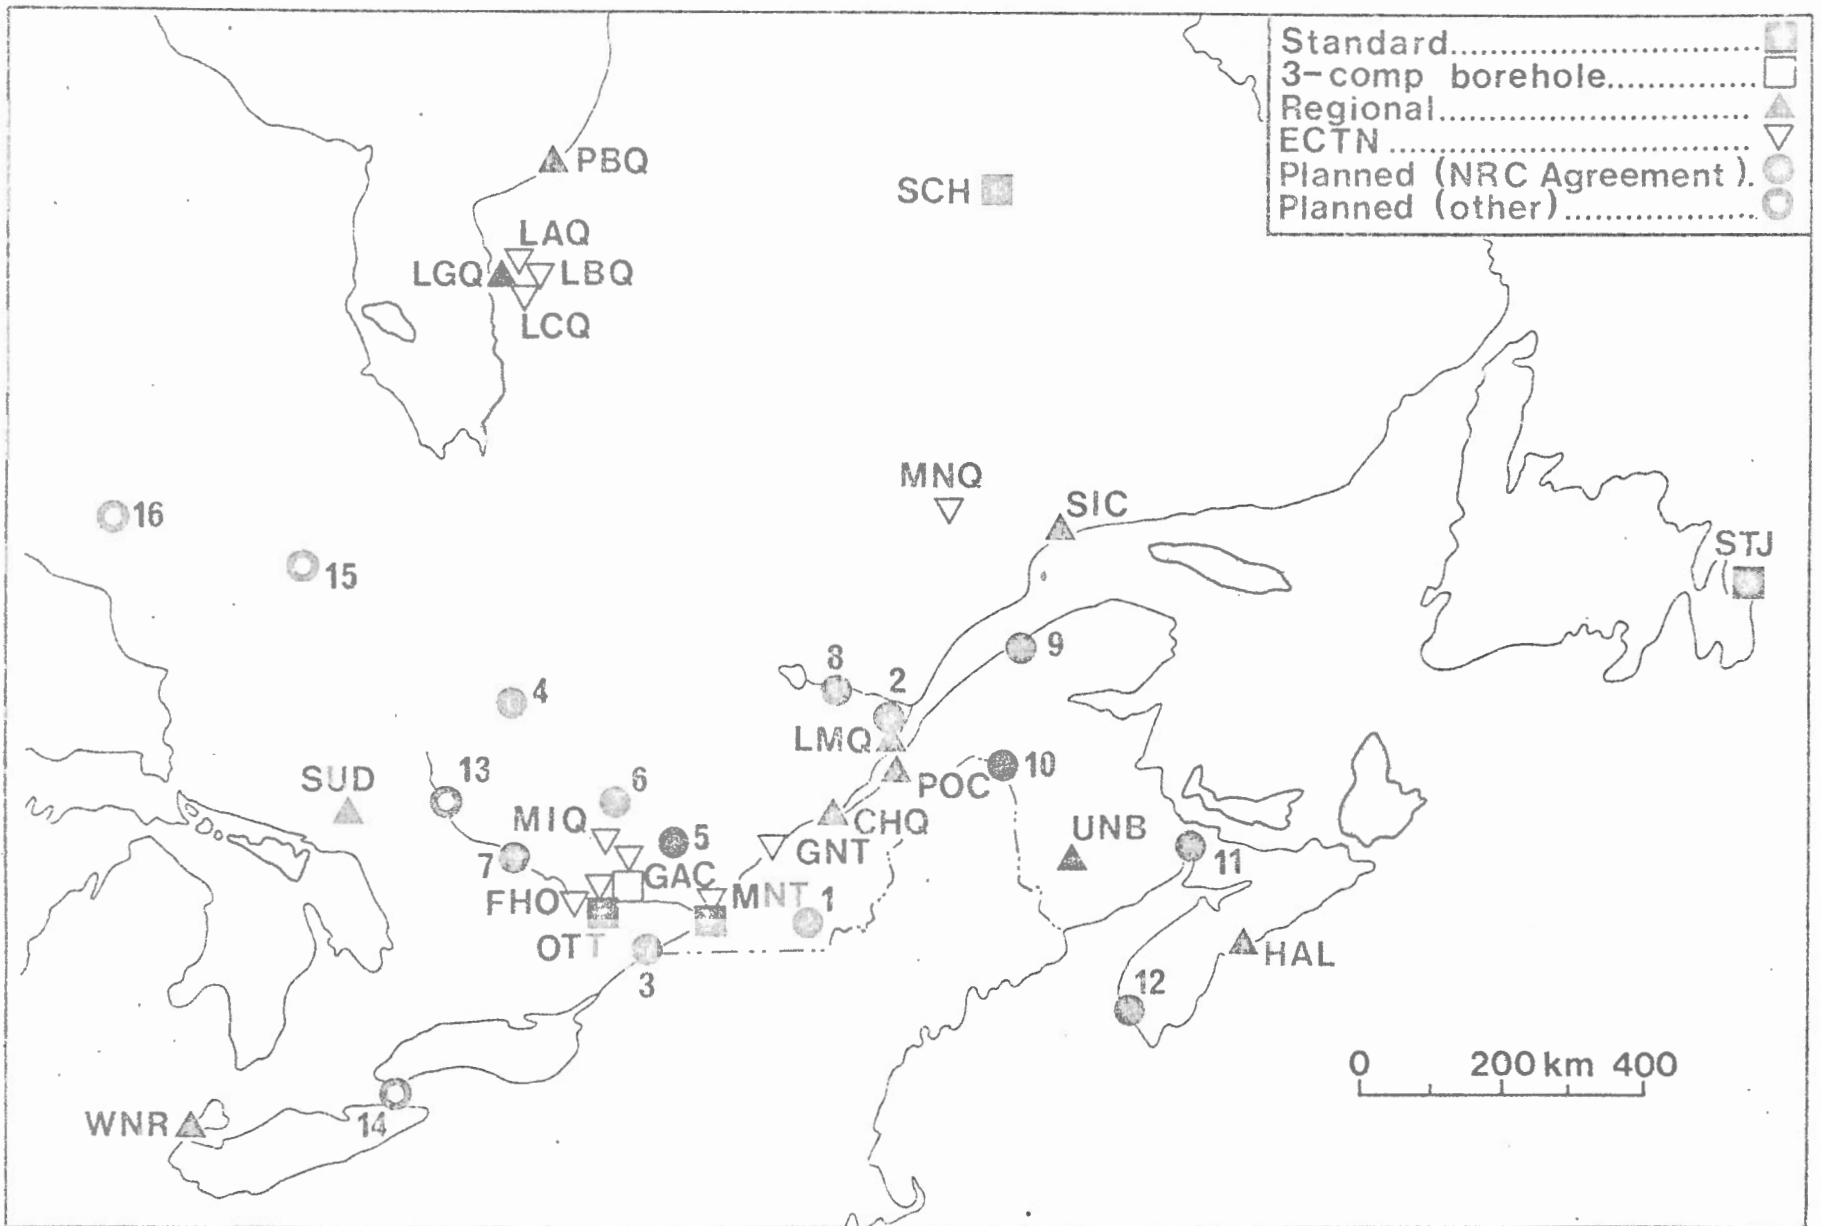 Standard
3-comp borehole
Regional
ECTN
Planned (NRC Agreement).
Planned (other)
PBQ
SCH
LAQ
LGQ
LBQ
LCQ
MNQ
SIC
16
15
STJ
9
8
2
4
LMQ
SUD
13
6
10
POC
MIQ
5
CHQ
UNB
GNT
7
11
GAC
FHO
MNT
1
OTT
HAL
3
12
0 200 km 400
WNR
14